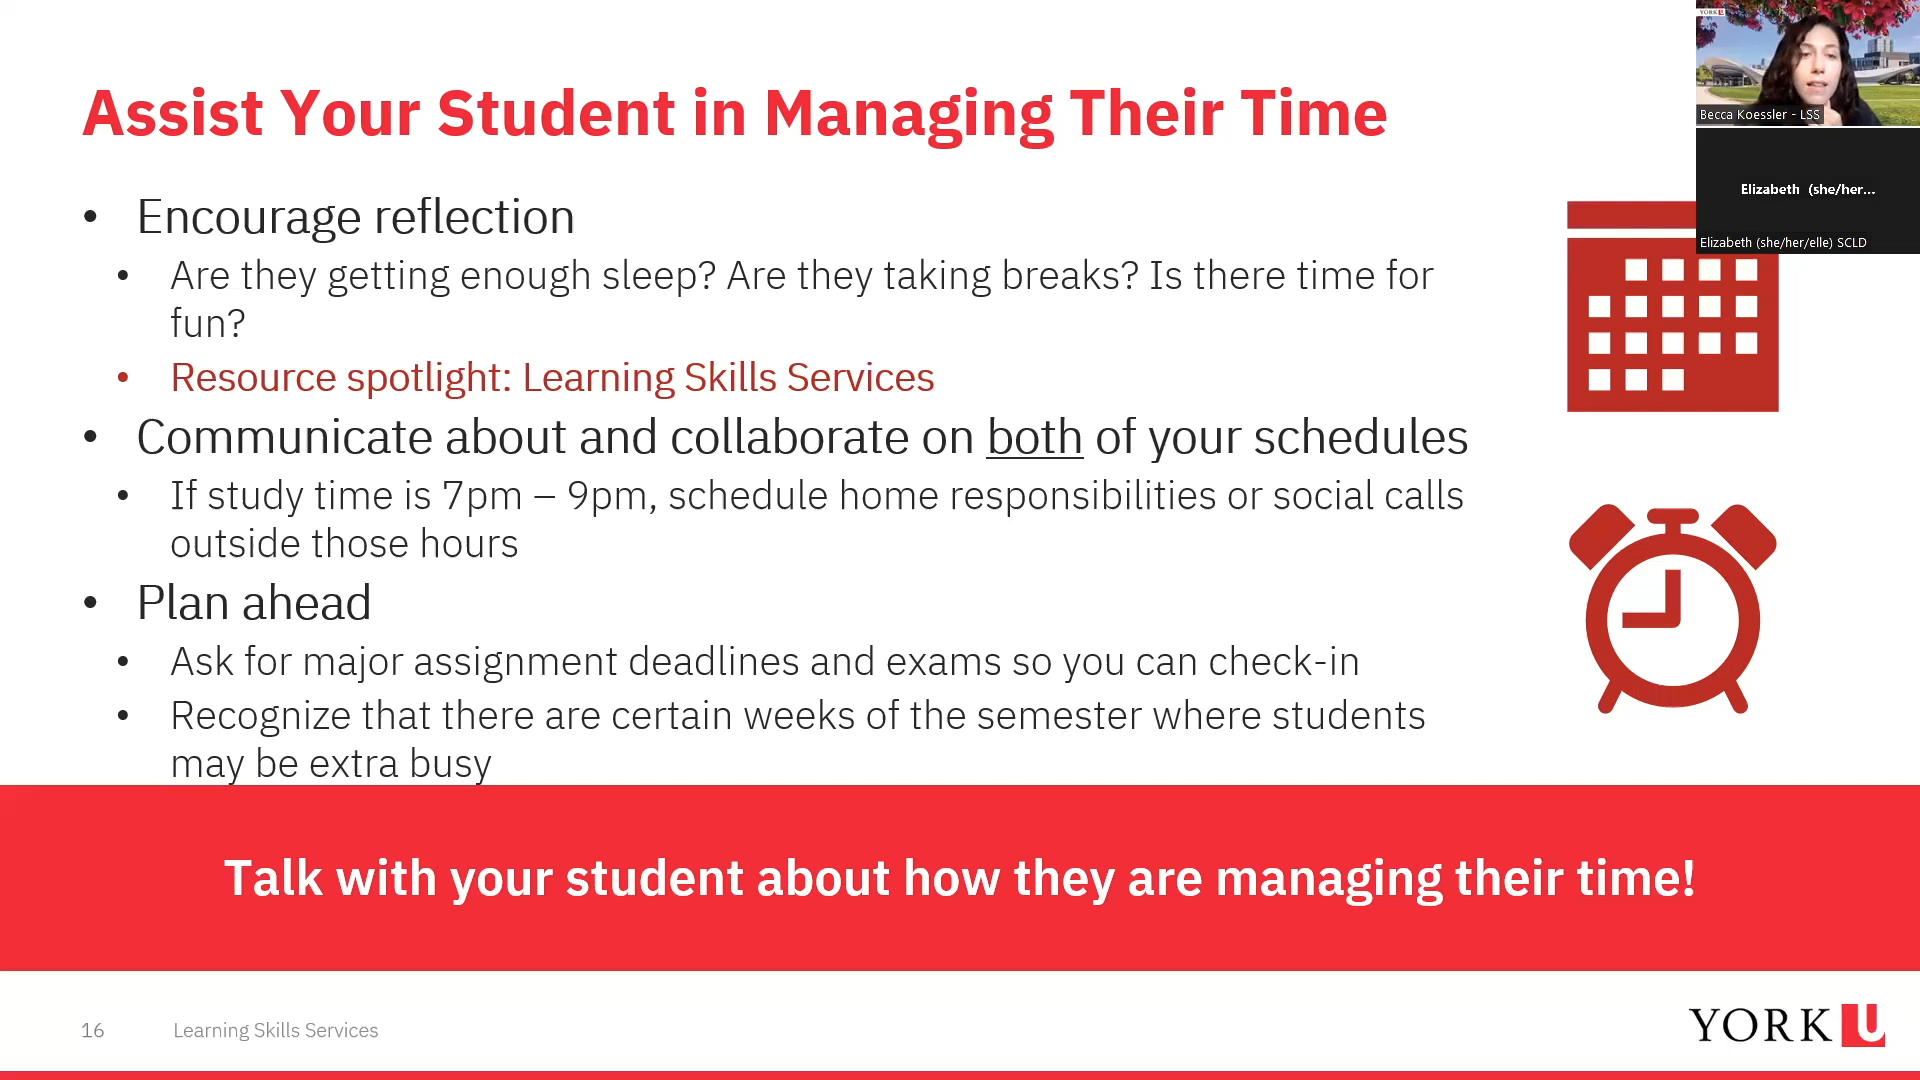 Assist Your Student in Managing Their Time
• Encourage reflection
• Are they getting enough sleep? Are they taking breaks? Is there time for
fun?
• Resource spotlight: Learning Skills Services
• Communicate about and collaborate on both of your schedules
• If study time is 7pm – 9pm, schedule home responsibilities or social calls
outside those hours
• Plan ahead
• Ask for major assignment deadlines and exams so you can check-in
• Recognize that there are certain weeks of the semester where students
may be extra busy
Talk with your student about how they are managing their time!
16 Learning Skills Services
YORK U
YORK U
Becca Koessler - LSS
Elizabeth (she/her...
Elizabeth (she/her/elle) SCLD